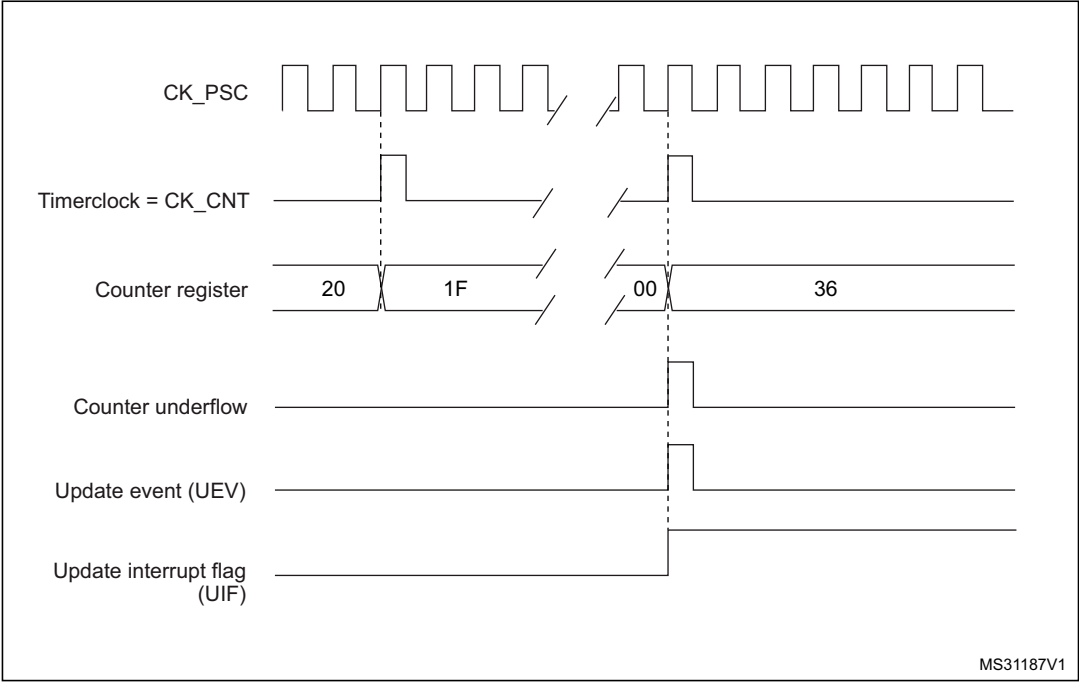 CK_PSC
Timerclock = CK_CNT
Counter register
20
1F
00
36
Counter underflow
Update event (UEV)
Update interrupt flag
(UIF)
MS31187V1